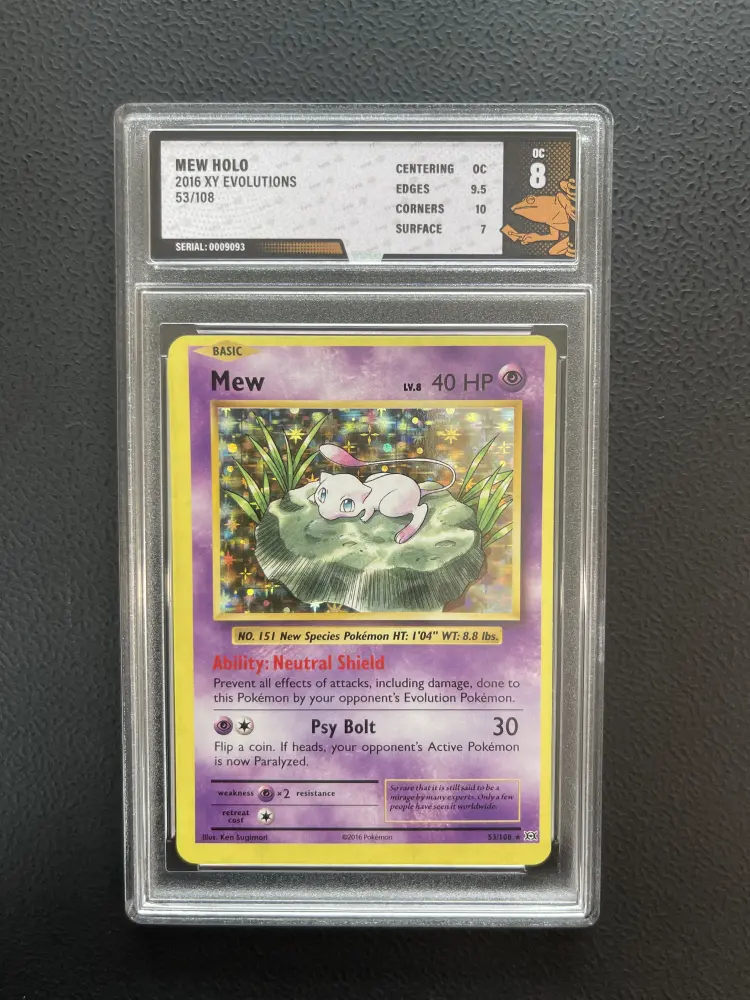 MEW HOLO
2016 XY EVOLUTIONS
53/108
SERIAL: 0009093
CENTERING OC
EDGES 9.5
CORNERS 10
SURFACE 7
OC
8
BASIC
Mew
LV.8 40 HP
NO. 151 New Species Pokémon HT: 1'04" WT: 8.8 lbs.
Ability: Neutral Shield
Prevent all effects of attacks, including damage, done to
this Pokémon by your opponent's Evolution Pokémon.
Psy Bolt 30
Flip a coin. If heads, your opponent's Active Pokémon
is now Paralyzed.
weakness ×2 resistance
retreat
cost
So rare that it is still said to be a
mirage by many experts. Only a few
people have seen it worldwide.
Illus. Ken Sugimori
©2016 Pokémon
53/108 ★